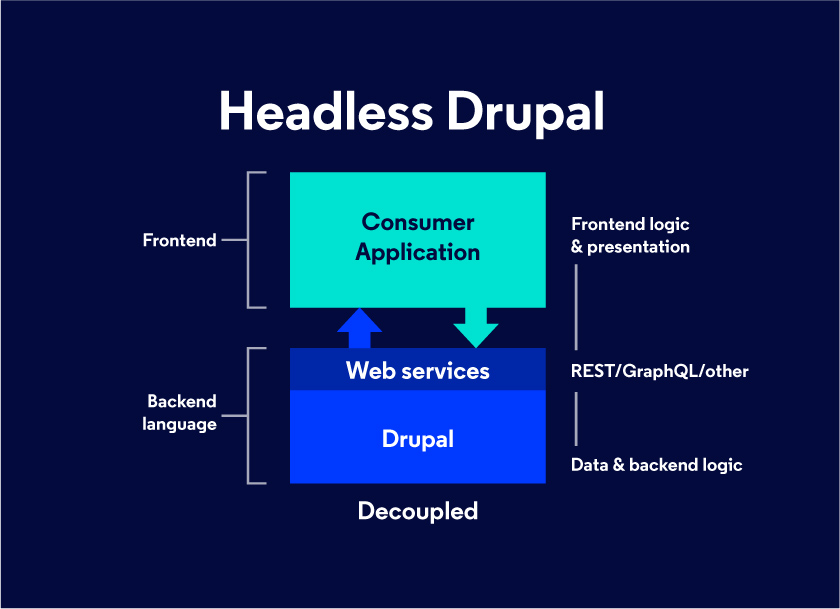 Headless Drupal
Frontend
Consumer
Application
Frontend logic
& presentation
Backend
language
Web services
Drupal
REST/GraphQL/other
Data & backend logic
Decoupled